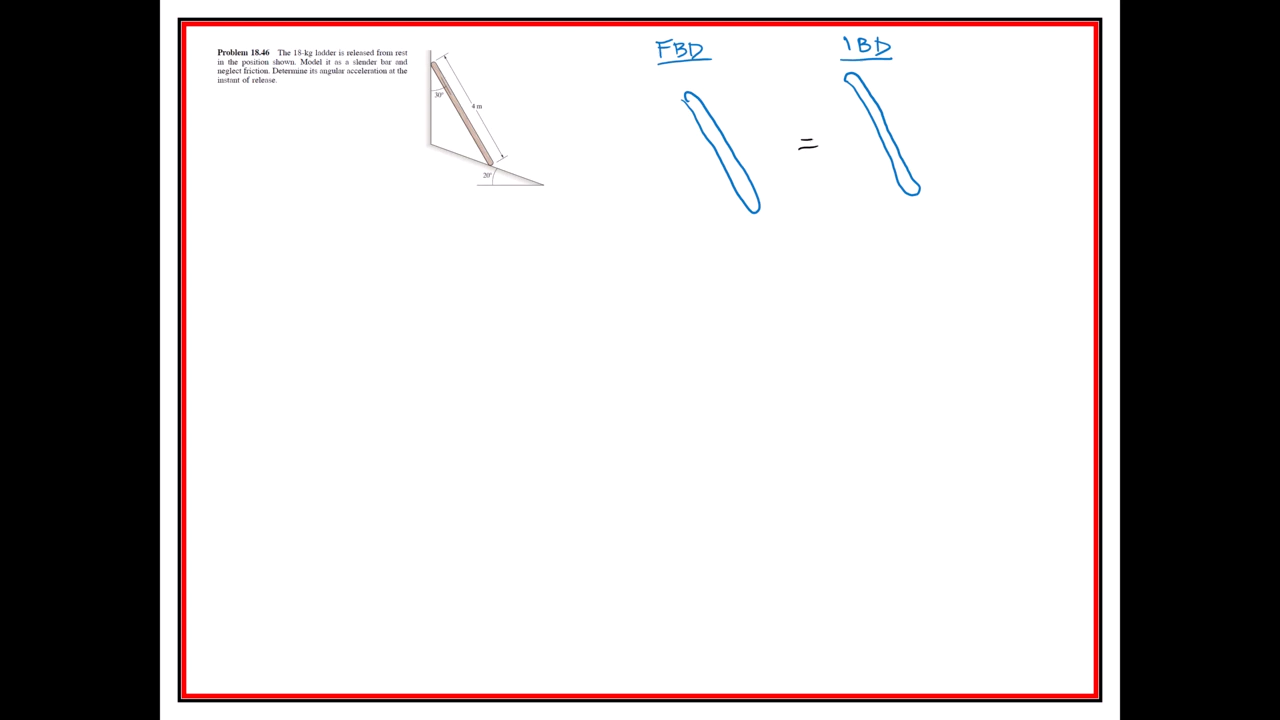 Problem 18.46 The 18-kg ladder is released from rest
in the position shown. Model it as a slender bar and
neglect friction. Determine its angular acceleration at the
instant of release.
30°
4 m
20°
FBD
IBD
=